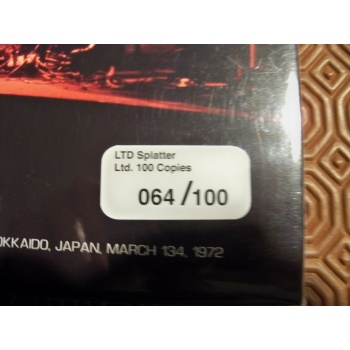 LTD Splatter
Ltd. 100 Copies
064/100
OKKAIDO, JAPAN, MARCH 134, 1972